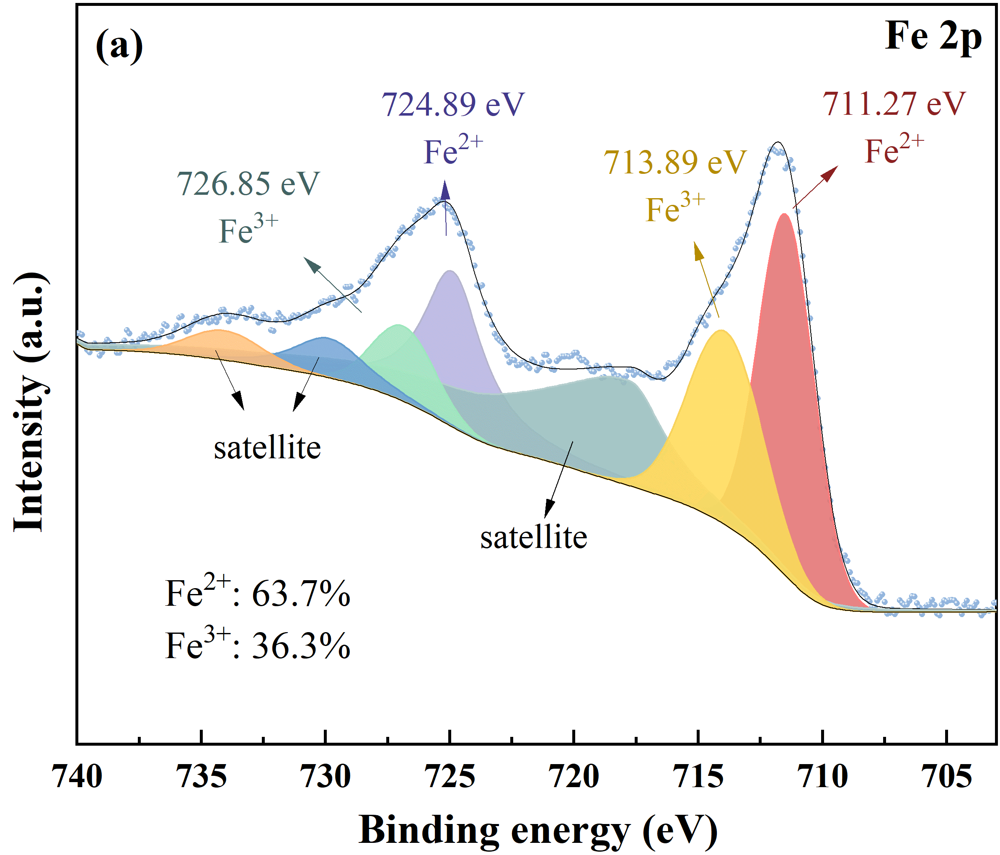 (a)
Fe 2p
724.89 eV
Fe²⁺
711.27 eV
Fe²⁺
713.89 eV
Fe³⁺
726.85 eV
Fe³⁺
satellite
satellite
Fe²⁺: 63.7%
Fe³⁺: 36.3%
Intensity (a.u.)
740 735 730 725 720 715 710 705
Binding energy (eV)